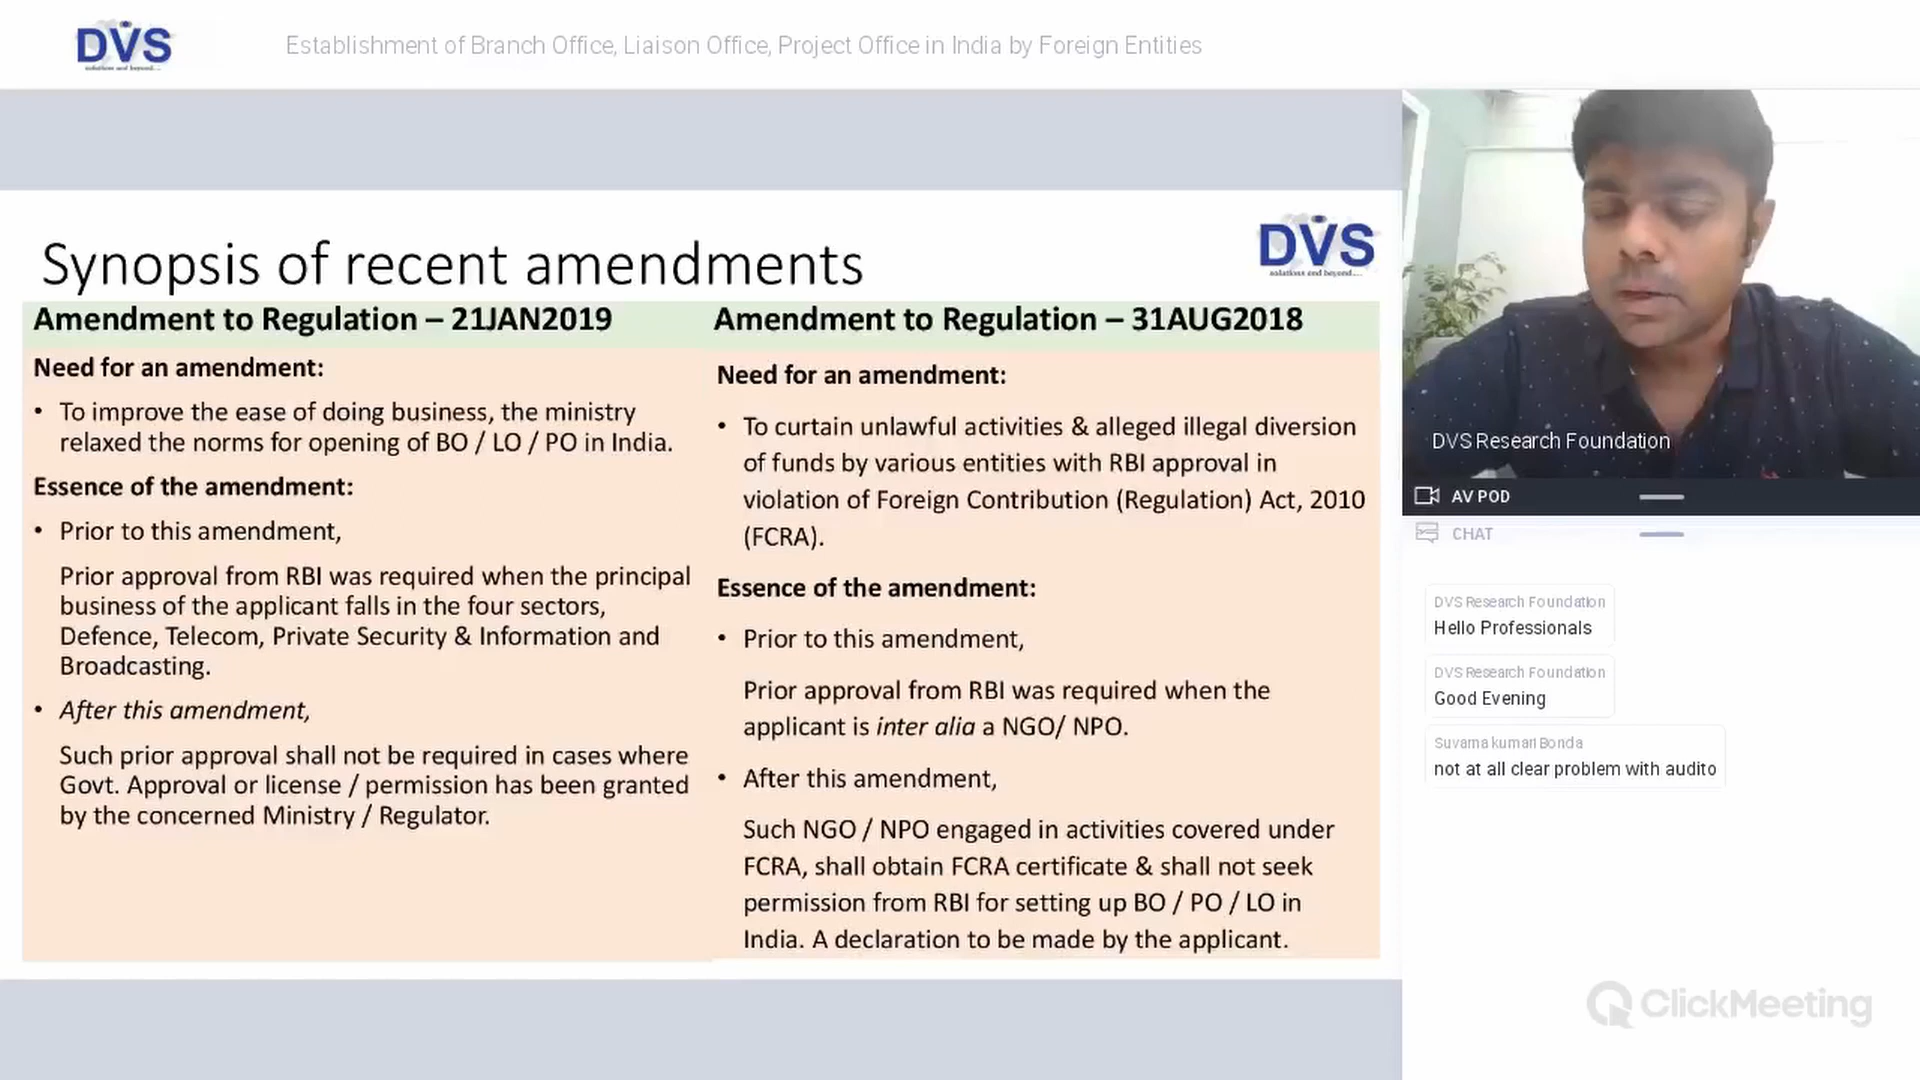 DVS
solutions and beyond....
Establishment of Branch Office, Liaison Office, Project Office in India by Foreign Entities
Synopsis of recent amendments
DVS
solutions and beyond....
Amendment to Regulation – 21JAN2019
Need for an amendment:
• To improve the ease of doing business, the ministry
relaxed the norms for opening of BO / LO / PO in India.
Essence of the amendment:
• Prior to this amendment,
Prior approval from RBI was required when the principal
business of the applicant falls in the four sectors,
Defence, Telecom, Private Security & Information and
Broadcasting.
• After this amendment,
Such prior approval shall not be required in cases where
Govt. Approval or license / permission has been granted
by the concerned Ministry / Regulator.
Amendment to Regulation – 31AUG2018
Need for an amendment:
• To curtain unlawful activities & alleged illegal diversion
of funds by various entities with RBI approval in
violation of Foreign Contribution (Regulation) Act, 2010
(FCRA).
Essence of the amendment:
• Prior to this amendment,
Prior approval from RBI was required when the
applicant is inter alia a NGO/ NPO.
• After this amendment,
Such NGO / NPO engaged in activities covered under
FCRA, shall obtain FCRA certificate & shall not seek
permission from RBI for setting up BO / PO / LO in
India. A declaration to be made by the applicant.
DVS Research Foundation
AV POD
CHAT
DVS Research Foundation
Hello Professionals
DVS Research Foundation
Good Evening
Suvarna kumari Bonda
not at all clear problem with audito
ClickMeeting